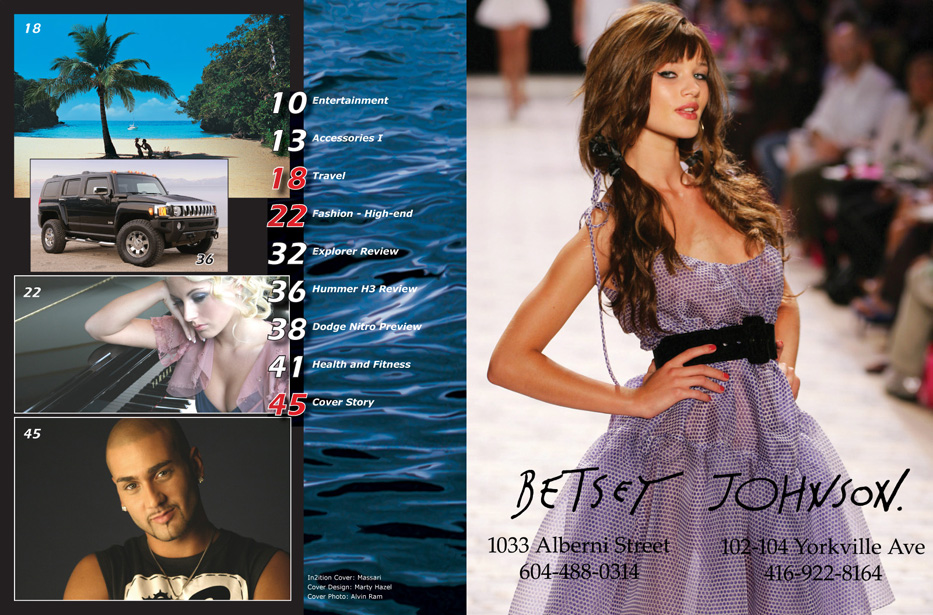 18
36
22
45
10 Entertainment
13 Accessories I
18 Travel
22 Fashion - High-end
32 Explorer Review
36 Hummer H3 Review
38 Dodge Nitro Preview
41 Health and Fitness
45 Cover Story
In2ition Cover: Massari
Cover Design: Marty Hazel
Cover Photo: Alvin Ram
BETSEY JOHNSON.
1033 Alberni Street
604-488-0314
102-104 Yorkville Ave
416-922-8164